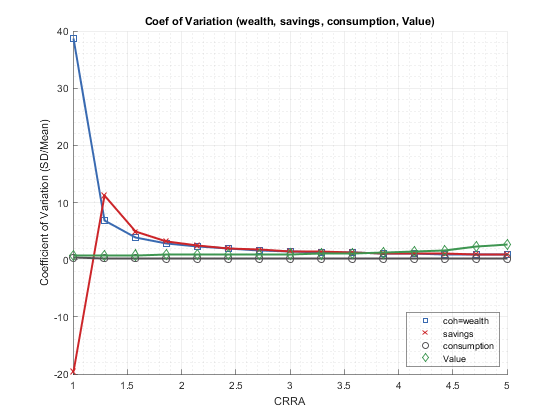 Coef of Variation (wealth, savings, consumption, Value)
Coefficient of Variation (SD/Mean)
40
30
20
10
0
-10
-20
1
1.5
2
2.5
3
3.5
4
4.5
5
CRRA
coh=wealth
savings
consumption
Value